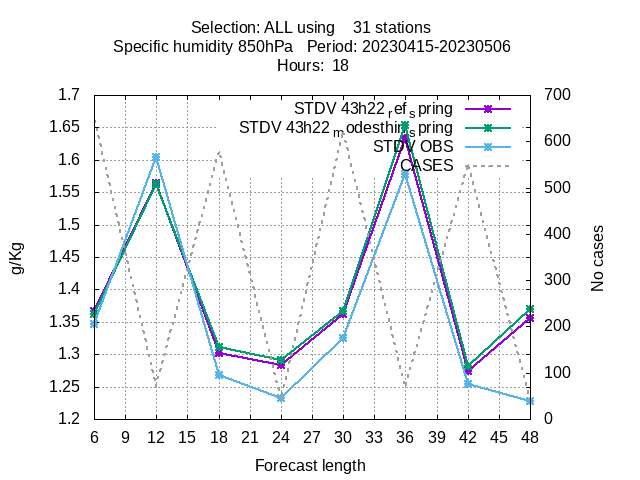 Selection: ALL using    31 stations
Specific humidity 850hPa   Period: 20230415-20230506
Hours:  18
STDV 43h22_ref_spring
STDV 43h22_modesthin_spring
STDV OBS
CASES
1.7
1.65
1.6
1.55
1.5
1.45
1.4
1.35
1.3
1.25
1.2
g/Kg
700
600
500
400
300
200
100
0
No cases
6 9 12 15 18 21 24 27 30 33 36 39 42 45 48
Forecast length